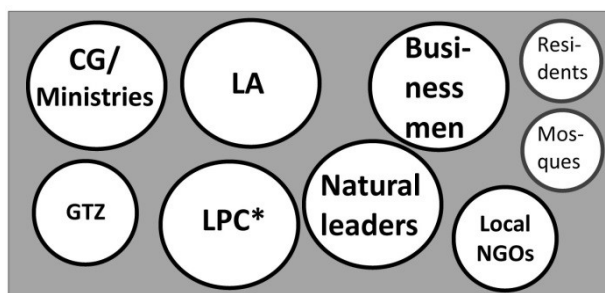 CG/
Ministries
LA
Busi-
ness
men
Resi-
dents
Mos-
ques
GTZ
LPC*
Natural
leaders
Local
NGOs